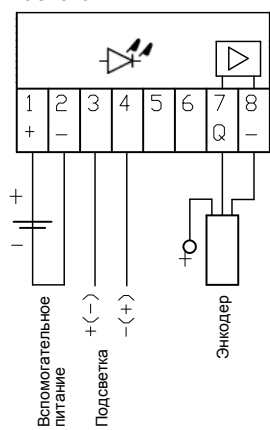 1 2 3 4 5 6 7 8
+ − Q −
+
−
+
+(−)
−(+)
Вспомогательное
питание
Подсветка
Энкодер